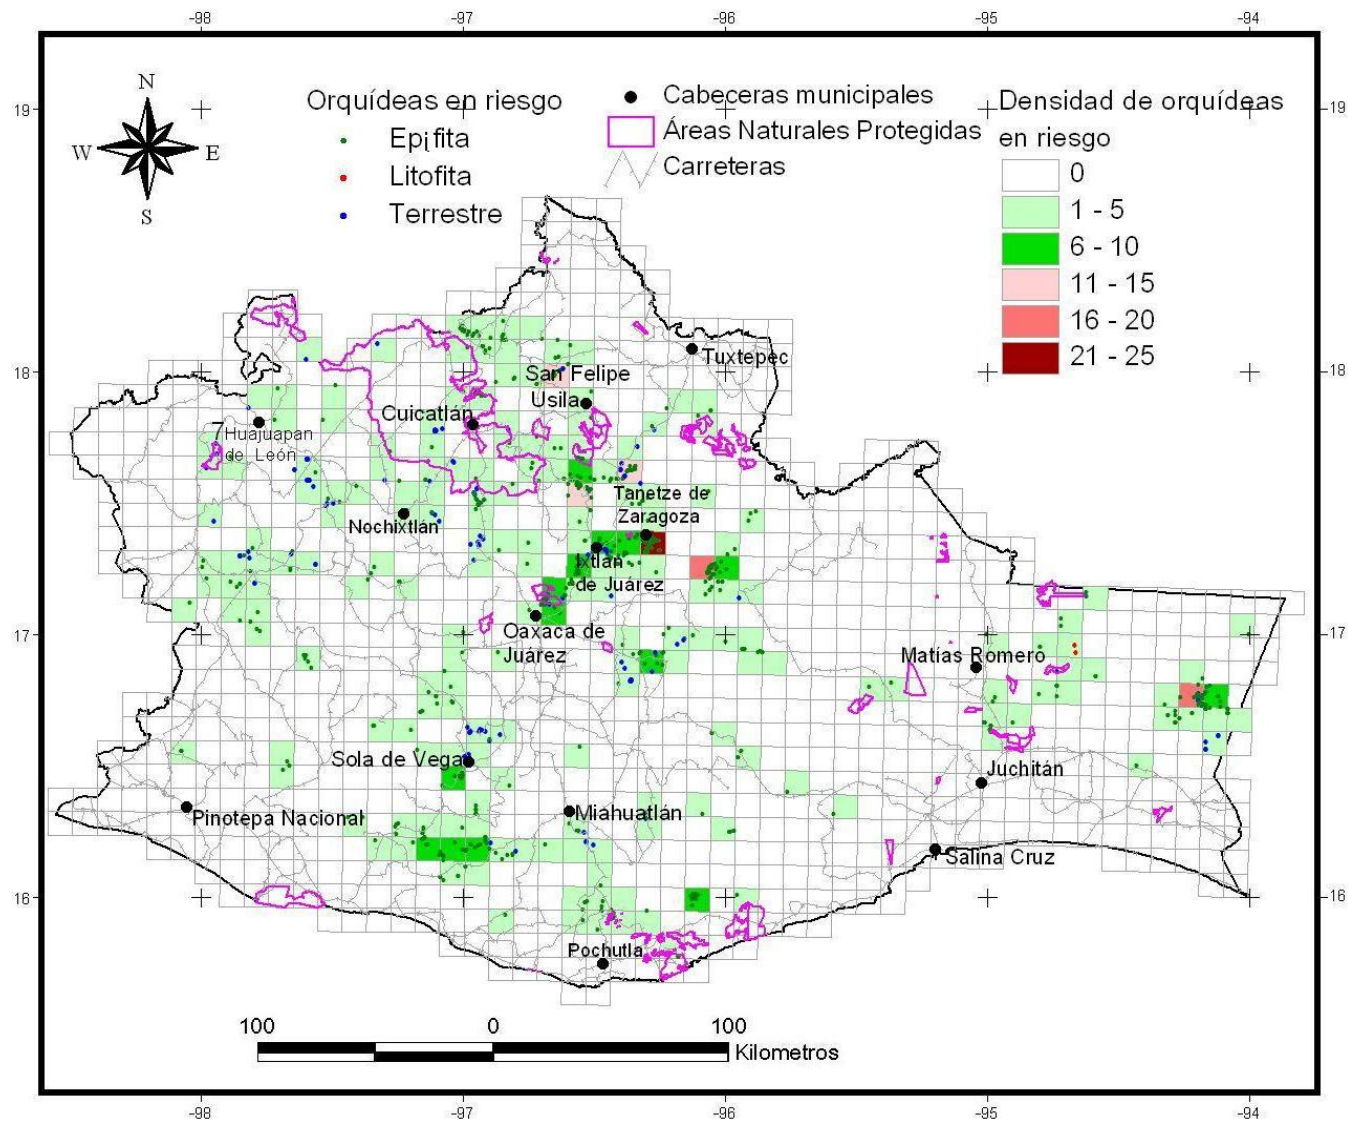 -98 -97 -96 -95 -94
19 19
N
W E
S
Orquídeas en riesgo
Epífita
Litofita
Terrestre
Cabeceras municipales
Áreas Naturales Protegidas
Carreteras
Densidad de orquídeas
en riesgo
0
1 - 5
6 - 10
11 - 15
16 - 20
21 - 25
18 18
Tuxtepec
San Felipe
Usila
Cuicatlán
7
Huajuapan
de León
Nochixtlán
Tanetze de
Zaragoza
Ixtlán
de Juárez
17 17
Oaxaca de
Juárez
Matías Romero
Sola de Vega
Juchitán
Pinotepa Nacional
Miahuatlán
Salina Cruz
16 16
Pochutla
100 0 100
Kilometros
-98 -97 -96 -95 -94